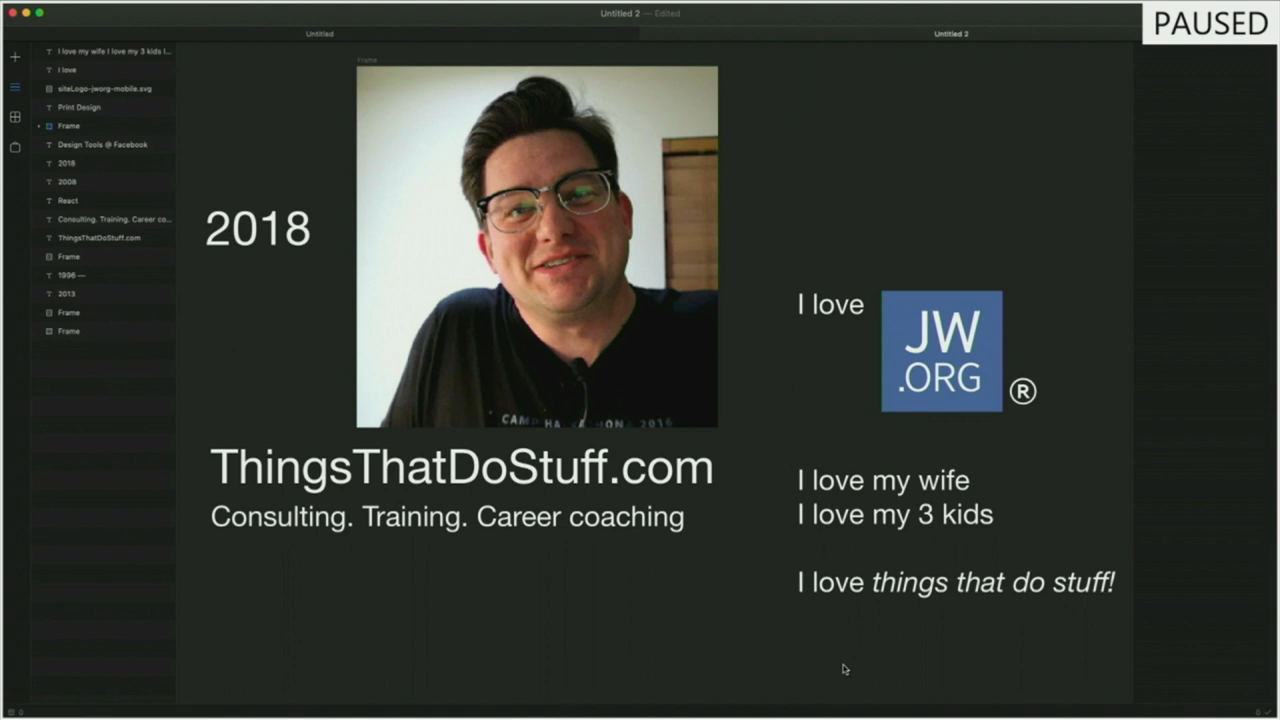 Untitled 2 — Edited
PAUSED
Untitled
Untitled 2
I love my wife I love my 3 kids I...
I love
siteLogo-jworg-mobile.svg
Print Design
Frame
Design Tools @ Facebook
2018
2008
React
Consulting. Training. Career co...
ThingsThatDoStuff.com
Frame
1996 —
2013
Frame
Frame
Frame
2018
CAMP
2016
ThingsThatDoStuff.com
Consulting. Training. Career coaching
I love
JW
.ORG
®
I love my wife
I love my 3 kids
I love things that do stuff!